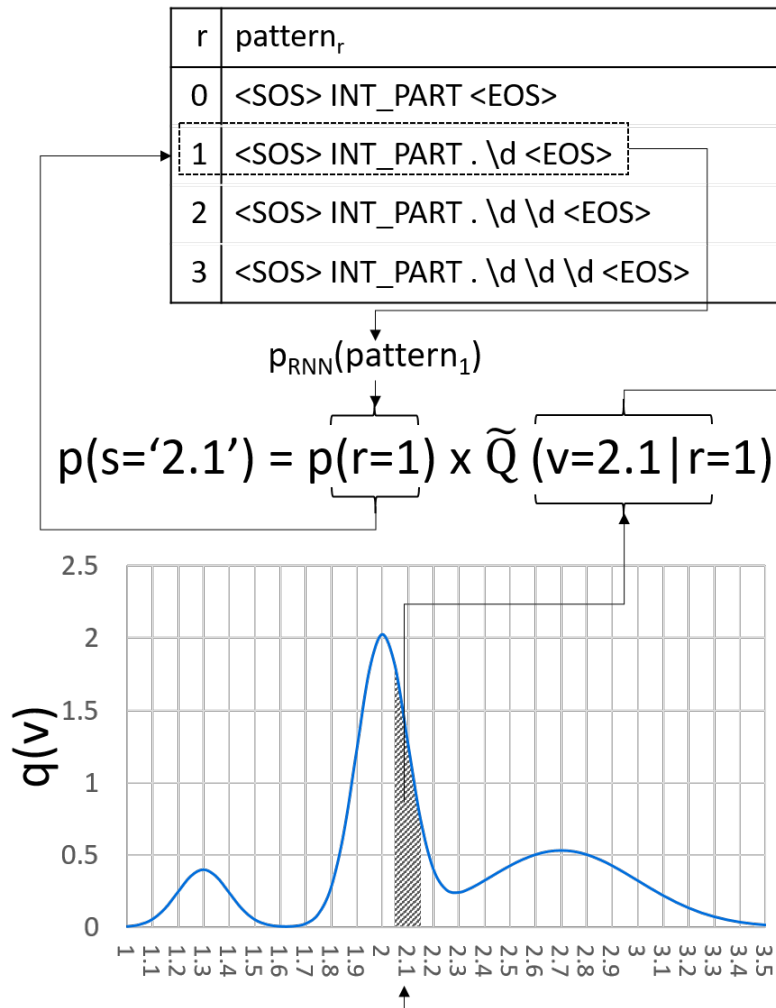 r pattern_r
0 <SOS> INT_PART <EOS>
1 <SOS> INT_PART . \d <EOS>
2 <SOS> INT_PART . \d \d <EOS>
3 <SOS> INT_PART . \d \d \d <EOS>
p_RNN(pattern_1)
p(s=‘2.1’) = p(r=1) x Q̃ (v=2.1|r=1)
2.5
2
1.5
1
0.5
0
q(v)
1 1.1 1.2 1.3 1.4 1.5 1.6 1.7 1.8 1.9 2 2.1 2.2 2.3 2.4 2.5 2.6 2.7 2.8 2.9 3 3.1 3.2 3.3 3.4 3.5